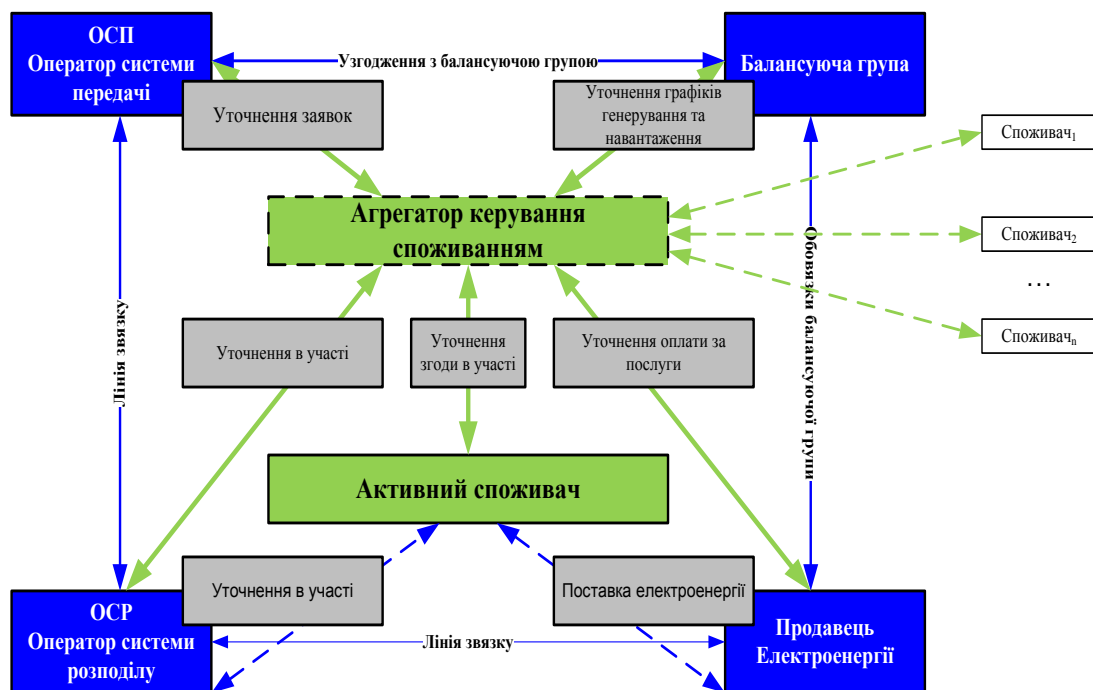 ОСП
Оператор системи
передачі
Узгодження з балансуючою групою
Балансуюча група
Уточнення заявок
Уточнення графіків
генерування та
навантаження
Споживач1
Агрегатор керування
споживанням
Споживач2
...
Споживачn
Лінія звязку
Обовязки балансуючої групи
Уточнення в участі
Уточнення
згоди в участі
Уточнення оплати за
послуги
Активний споживач
Уточнення в участі
Поставка електроенергії
ОСР
Оператор системи
розподілу
Лінія звязку
Продавець
Електроенергії